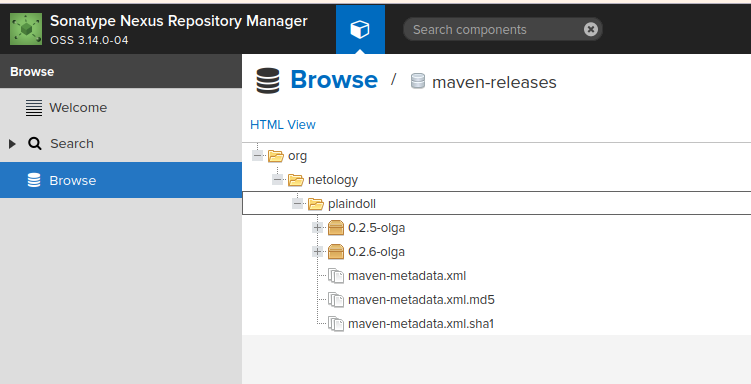 Sonatype Nexus Repository Manager
OSS 3.14.0-04
Search components
Browse
Welcome
Search
Browse
Browse / maven-releases
HTML View
org
netology
plaindoll
0.2.5-olga
0.2.6-olga
maven-metadata.xml
maven-metadata.xml.md5
maven-metadata.xml.sha1